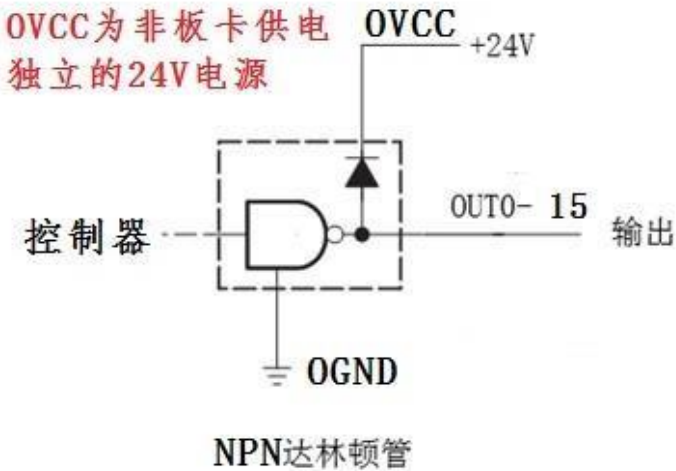 OVCC为非板卡供电
独立的24V电源
OVCC
+24V
控制器
OUT0- 15
输出
OGND
NPN达林顿管